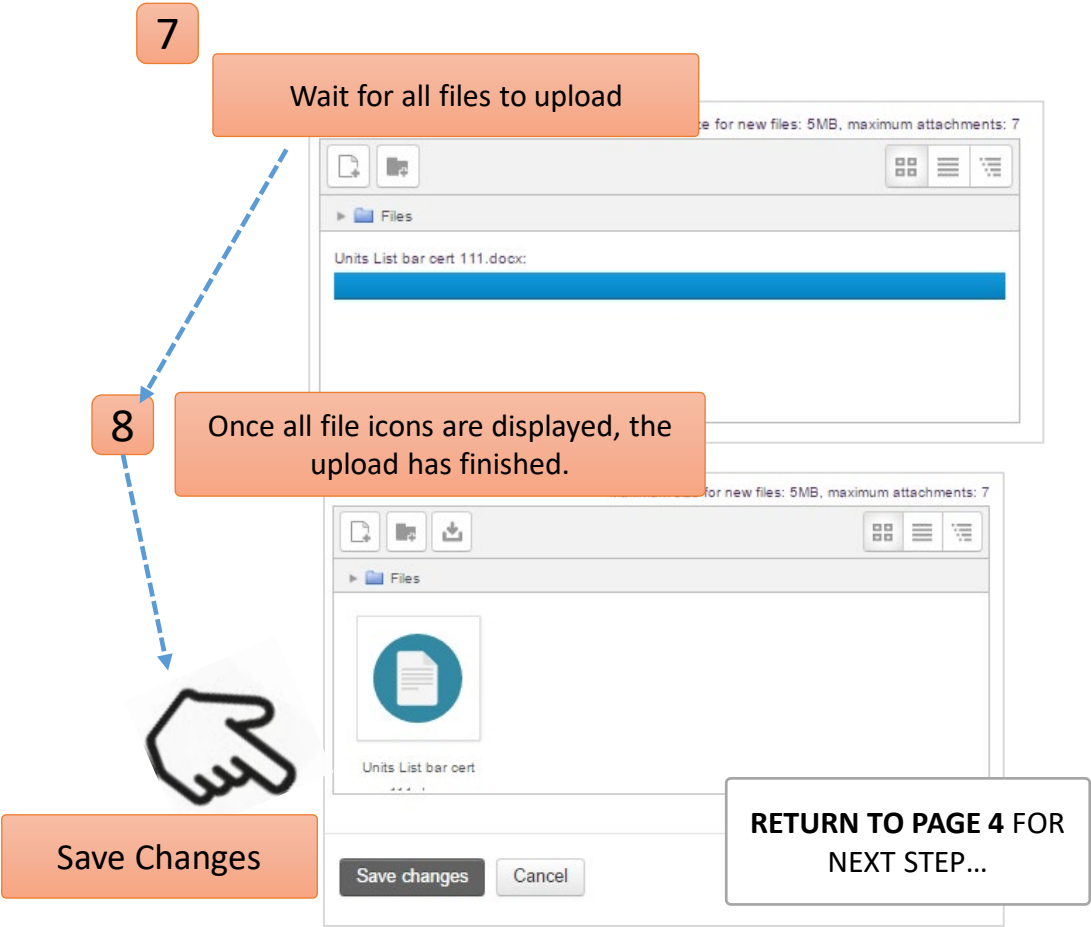 7
Wait for all files to upload
for new files: 5MB, maximum attachments: 7
Files
Units List bar cert 111.docx:
8
Once all file icons are displayed, the
upload has finished.
for new files: 5MB, maximum attachments: 7
Files
Units List bar cert
Save Changes
Save changes
Cancel
RETURN TO PAGE 4 FOR
NEXT STEP…